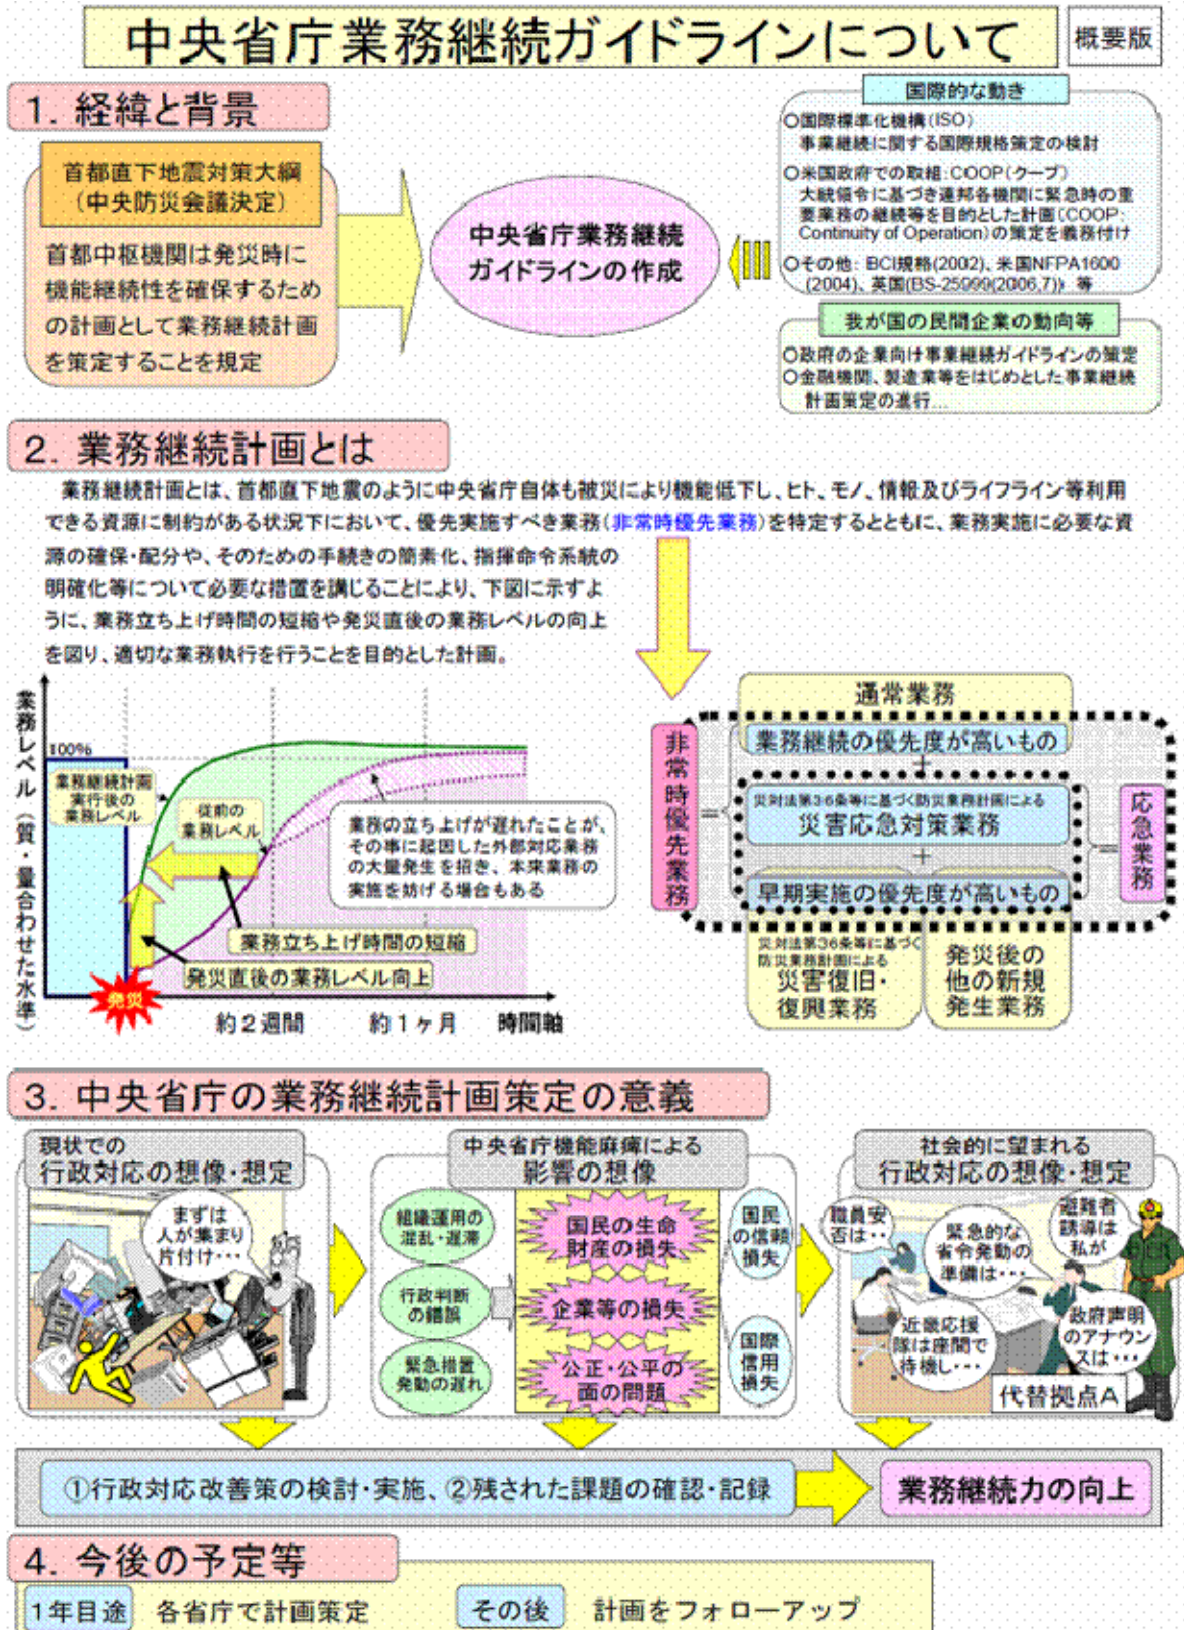 中央省庁業務継続ガイドラインについて
概要版
1. 経緯と背景
首都直下地震対策大綱
(中央防災会議決定)
首都中枢機関は発災時に
機能継続性を確保するため
の計画として業務継続計画
を策定することを規定
中央省庁業務継続
ガイドラインの作成
国際的な動き
○国際標準化機構(ISO)
事業継続に関する国際規格策定の検討
○米国政府での取組:COOP(クープ)
大統領令に基づき連邦各機関に緊急時の重
要業務の継続等を目的とした計画(COOP:
Continuity of Operation)の策定を義務付け
○その他: BCI規格(2002)、米国NFPA1600
(2004)、英国(BS-25999(2006,7)) 等
我が国の民間企業の動向等
○政府の企業向け事業継続ガイドラインの策定
○金融機関、製造業等をはじめとした事業継続
計画策定の進行…
2. 業務継続計画とは
業務継続計画とは、首都直下地震のように中央省庁自体も被災により機能低下し、ヒト、モノ、情報及びライフライン等利用
できる資源に制約がある状況下において、優先実施すべき業務(非常時優先業務)を特定するとともに、業務実施に必要な資
源の確保・配分や、そのための手続きの簡素化、指揮命令系統の
明確化等について必要な措置を講じることにより、下図に示すよ
うに、業務立ち上げ時間の短縮や発災直後の業務レベルの向上
を図り、適切な業務執行を行うことを目的とした計画。
業務レベル(質・量合わせた水準)
100%
業務継続計画
実行後の
業務レベル
従前の
業務レベル
業務の立ち上げが遅れたことが、
その事に起因した外部対応業務
の大量発生を招き、本来業務の
実施を妨げる場合もある
業務立ち上げ時間の短縮
発災直後の業務レベル向上
発災
約2週間
約1ヶ月
時間軸
非常時優先業務
=
通常業務
業務継続の優先度が高いもの
+
災対法第36条等に基づく防災業務計画による
災害応急対策業務
+
早期実施の優先度が高いもの
災対法第36条等に基づく
防災業務計画による
災害復旧・
復興業務
発災後の
他の新規
発生業務
=
応急業務
3. 中央省庁の業務継続計画策定の意義
現状での
行政対応の想像・想定
まずは
人が集まり
片付け・・・
中央省庁機能麻痺による
影響の想像
組織運用の
混乱・遅滞
行政判断
の錯誤
緊急措置
発動の遅れ
国民の生命
財産の損失
企業等の損失
公正・公平の
面の問題
国民
の信頼
損失
国際
信用
損失
社会的に望まれる
行政対応の想像・想定
職員安
否は・・
緊急的な
省令発動の
準備は・・・
避難者
誘導は
私が
近畿応援
隊は座間で
待機し・・・
政府声明
のアナウン
スは・・・
代替拠点A
①行政対応改善策の検討・実施、②残された課題の確認・記録
業務継続力の向上
4. 今後の予定等
1年目途
各省庁で計画策定
その後
計画をフォローアップ